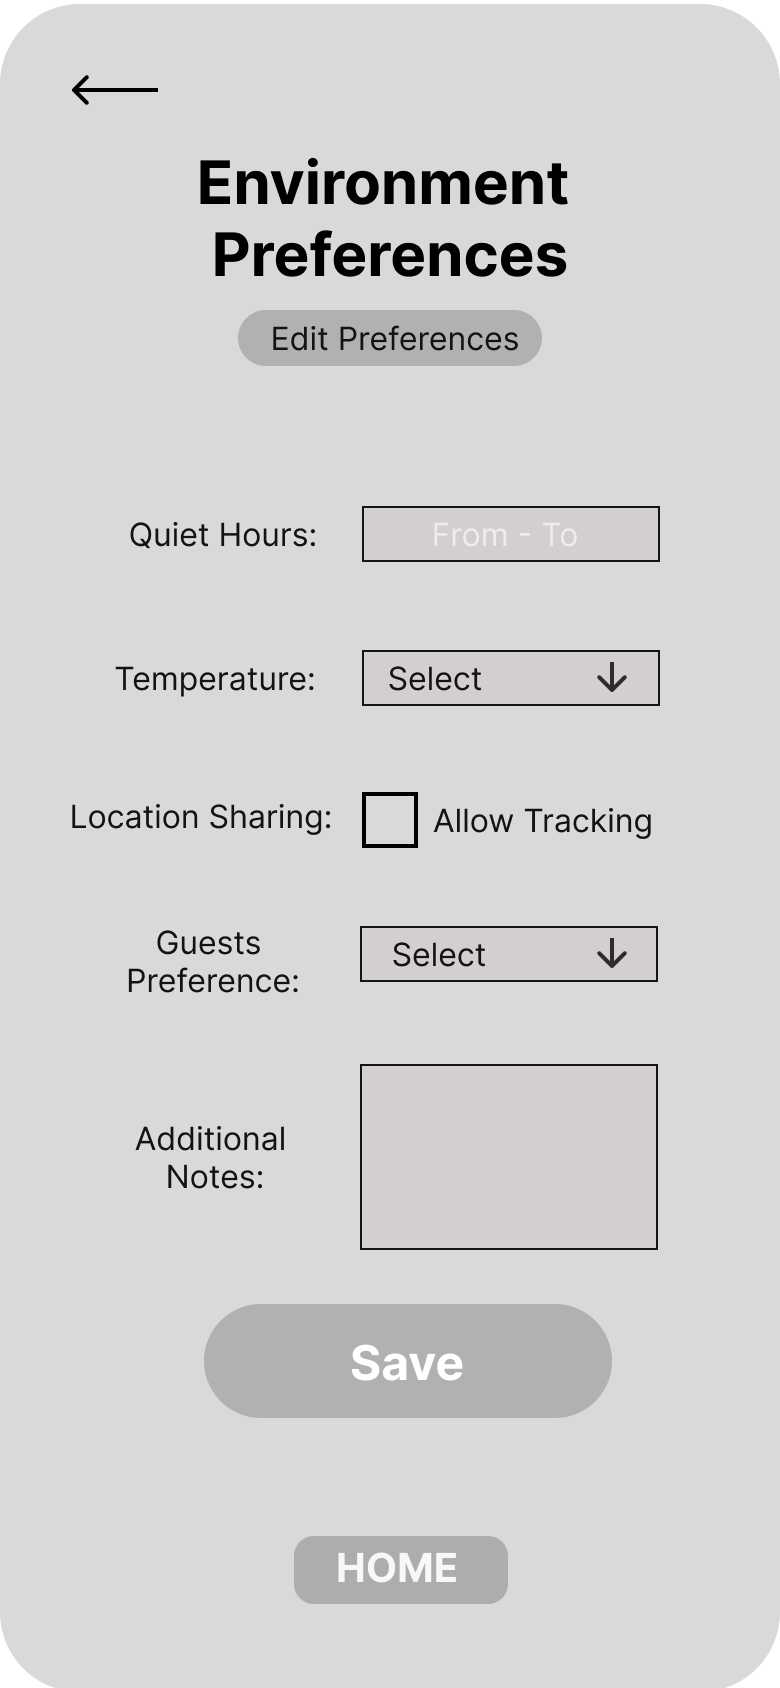 Environment
Preferences
Edit Preferences
Quiet Hours: From - To
Temperature: Select
Location Sharing: Allow Tracking
Guests
Preference:
Select
Additional
Notes:
Save
HOME